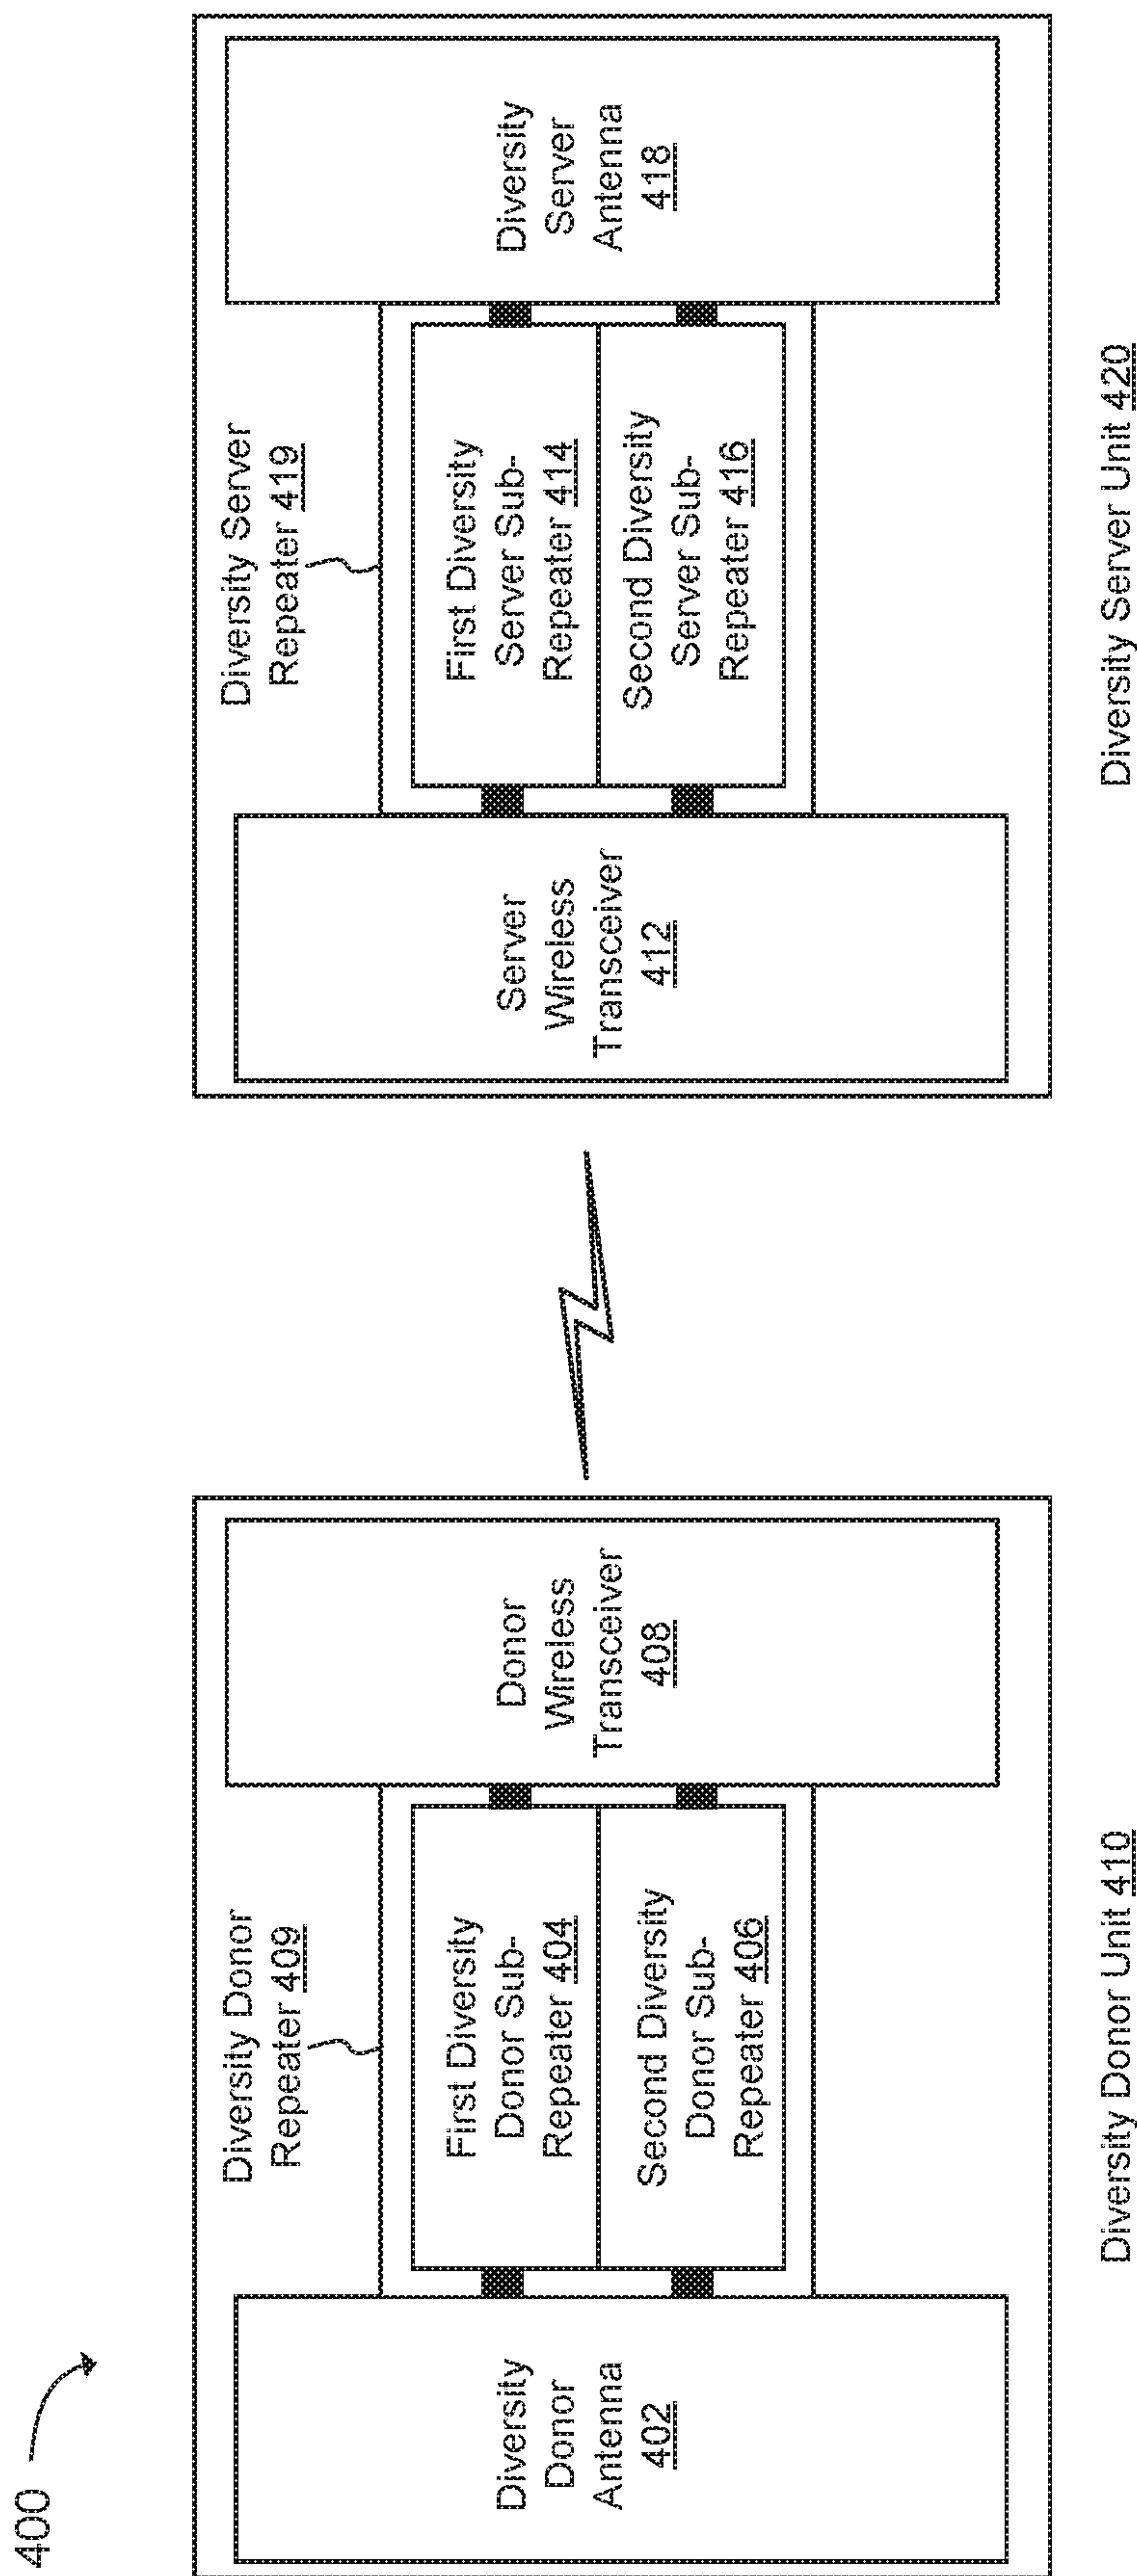 400
Diversity Donor
Repeater 409
Diversity
Donor
Antenna
402
First Diversity
Donor Sub-
Repeater 404
Second Diversity
Donor Sub-
Repeater 406
Donor
Wireless
Transceiver
408
Diversity Donor Unit 410
Diversity Server
Repeater 419
Server
Wireless
Transceiver
412
First Diversity
Server Sub-
Repeater 414
Second Diversity
Server Sub-
Repeater 416
Diversity
Server
Antenna
418
Diversity Server Unit 420